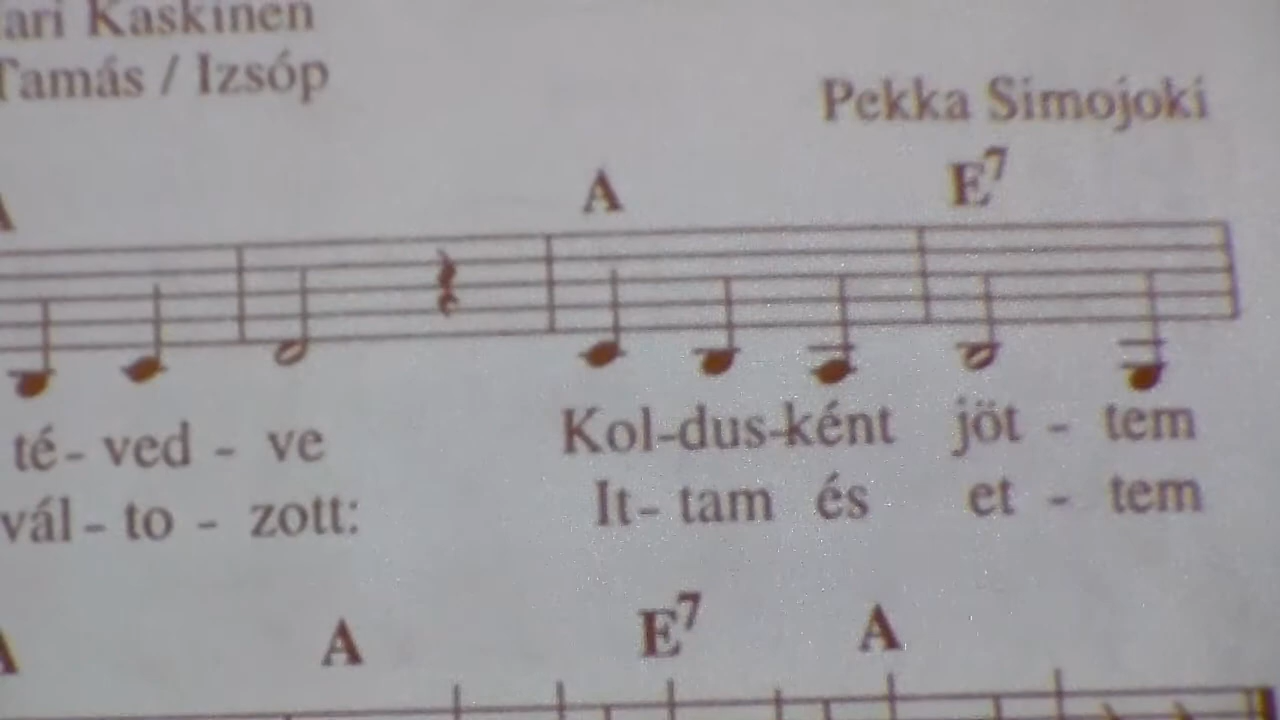 ari Kaskinen
Tamás / Izsóp
Pekka Simojoki
A A E7
té - ved - ve Kol-dus-ként jöt - tem
vál - to - zott: It- tam és et - tem
A A E7 A